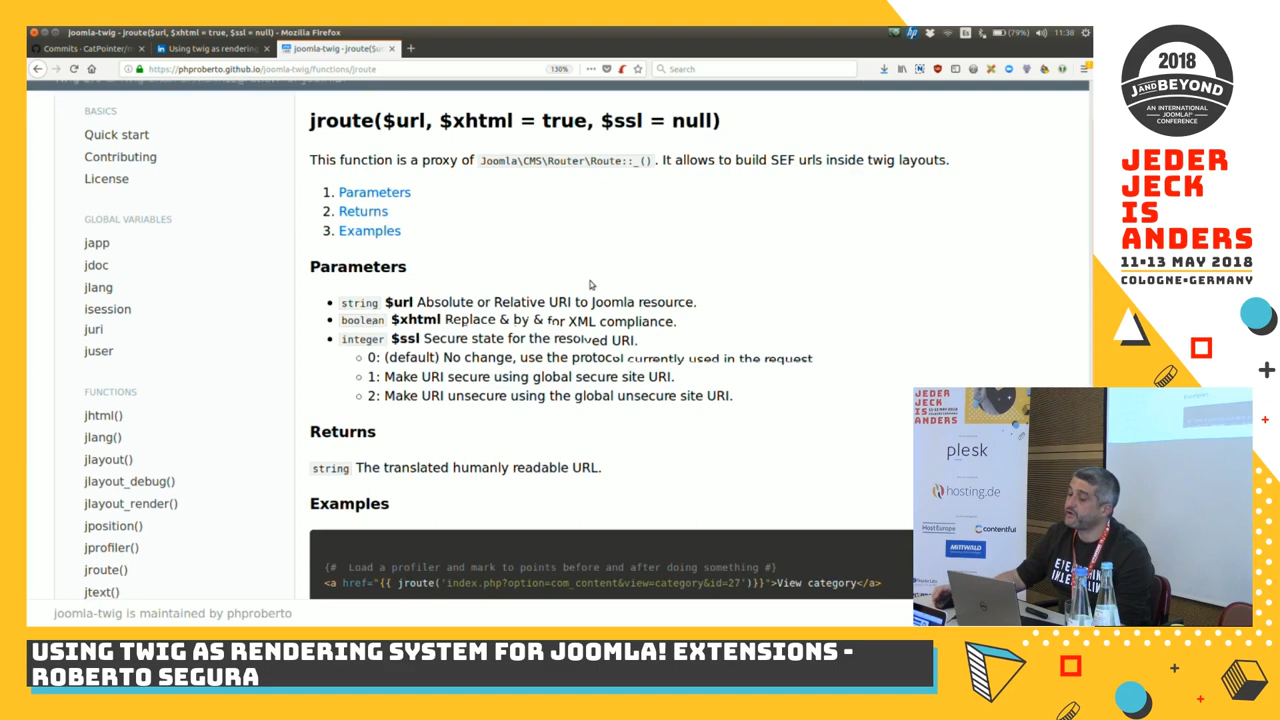 joomla-twig - jroute($url, $xhtml = true, $ssl = null) - Mozilla Firefox
Es
(79%)
11:38
Commits · CatPointer/
Using twig as rendering
joomla-twig - jroute($u
https://phproberto.github.io/joomla-twig/functions/jroute
130%
Search
BASICS
Quick start
Contributing
License
GLOBAL VARIABLES
japp
jdoc
jlang
jsession
juri
juser
FUNCTIONS
jhtml()
jlang()
jlayout()
jlayout_debug()
jlayout_render()
jposition()
jprofiler()
jroute()
jtext()
jroute($url, $xhtml = true, $ssl = null)
This function is a proxy of Joomla\CMS\Router\Route::_(). It allows to build SEF urls inside twig layouts.
1. Parameters
2. Returns
3. Examples
Parameters
string $url Absolute or Relative URI to Joomla resource.
boolean $xhtml Replace & by & for XML compliance.
integer $ssl Secure state for the resolved URI.
0: (default) No change, use the protocol currently used in the request
1: Make URI secure using global secure site URI.
2: Make URI unsecure using the global unsecure site URI.
Returns
string The translated humanly readable URL.
Examples
{# Load a profiler and mark to points before and after doing something #}
<a href="{{ jroute('index.php?option=com_content&view=category&id=27')}}">View category</a>
joomla-twig is maintained by phproberto
2018
JANDBEYOND
AN INTERNATIONAL
JOOMLA! CONFERENCE
JEDER
JECK
IS
ANDERS
11-13 MAY 2018
COLOGNE•GERMANY
JEDER
JECK
IS
ANDERS
plesk
hosting.de
HostEurope
contentful
MITTWALD
USING TWIG AS RENDERING SYSTEM FOR JOOMLA! EXTENSIONS -
ROBERTO SEGURA